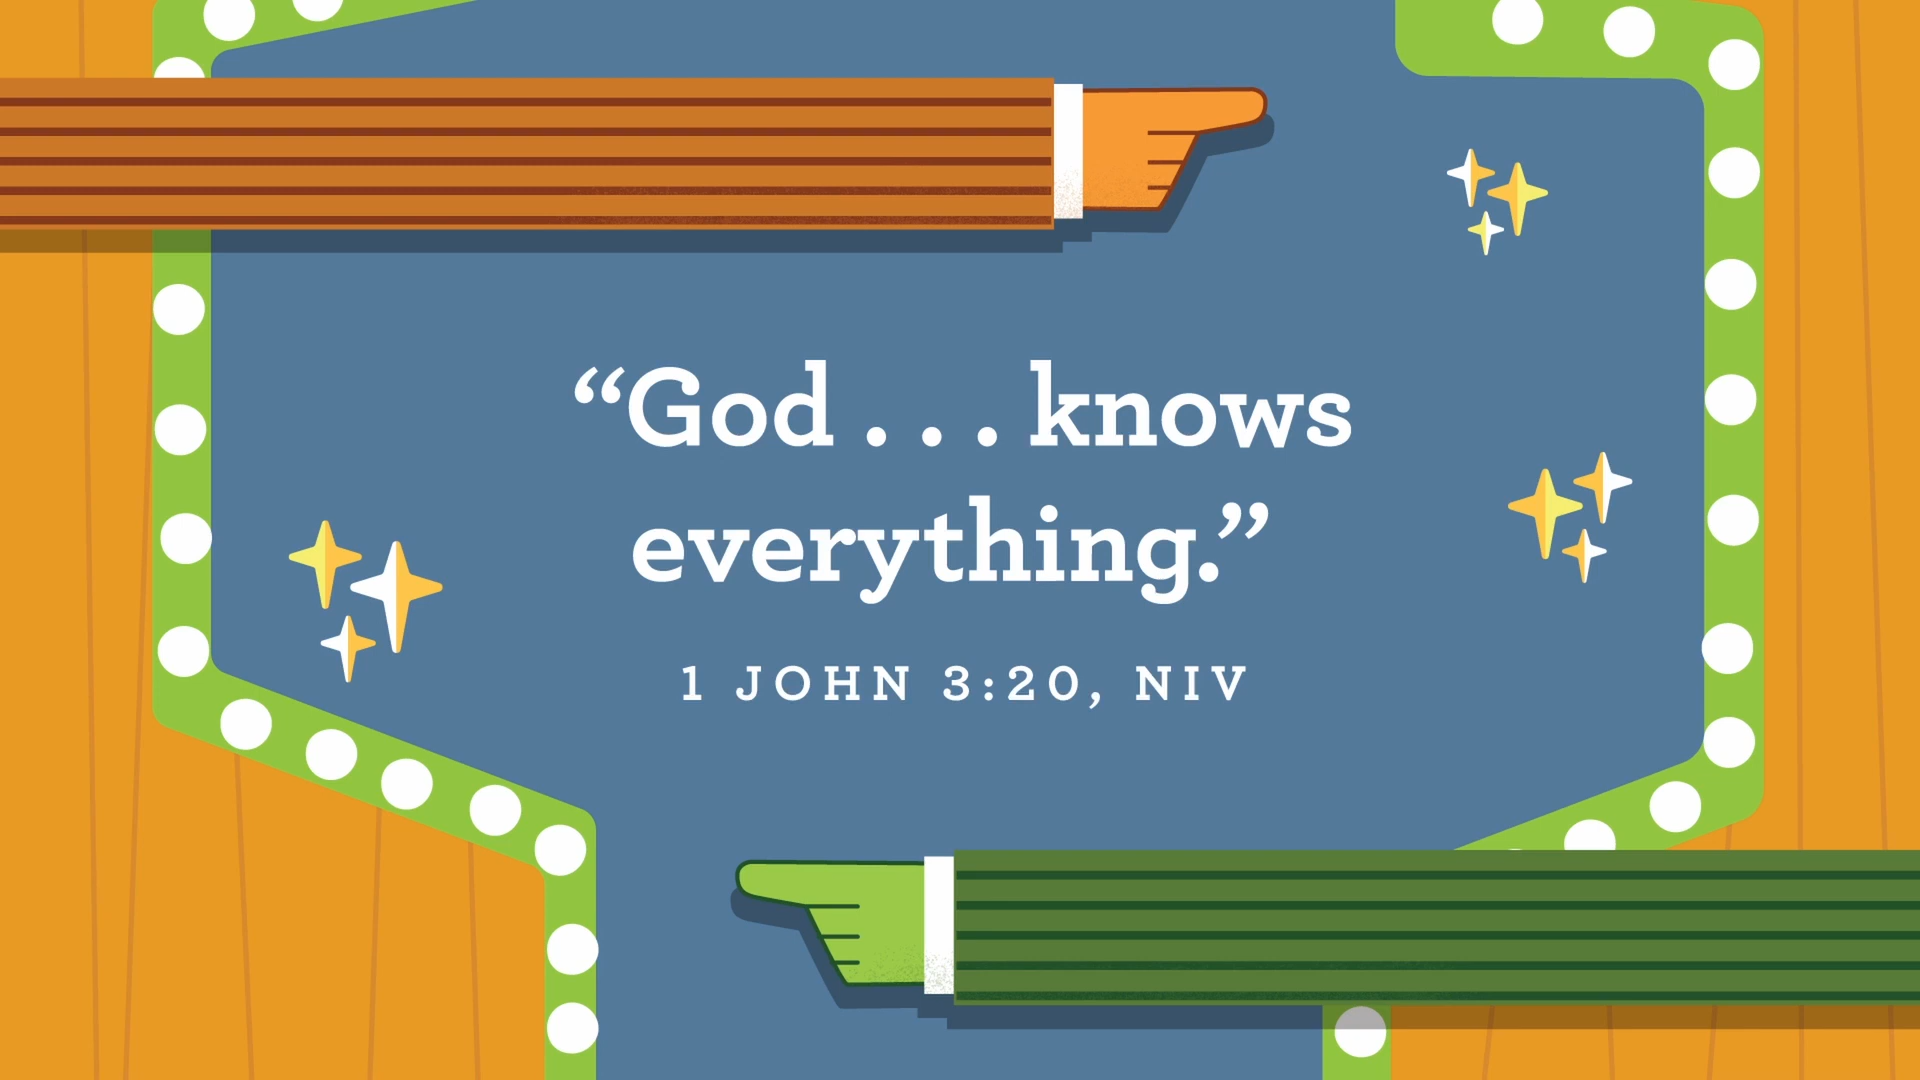 “God . . . knows
everything.”
1 JOHN 3:20, NIV